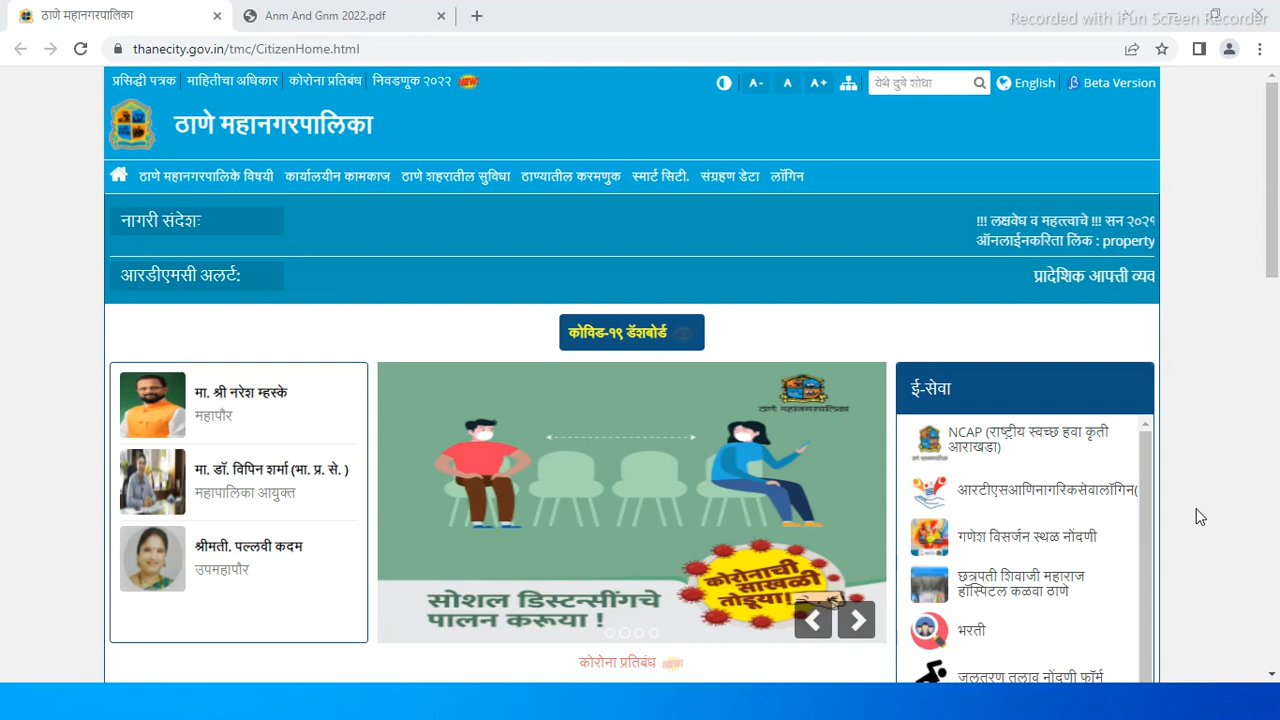 ठाणे महानगरपालिका
Anm And Gnm 2022.pdf
Recorded with iFun Screen Recorder
thanecity.gov.in/tmc/CitizenHome.html
प्रसिद्धी पत्रक माहितीचा अधिकार कोरोना प्रतिबंध निवडणूक २०२२ NEW
A- A A+ येथे दुवे शोधा English β Beta Version
ठाणे महानगरपालिका
ठाणे महानगरपालिके विषयी कार्यालयीन कामकाज ठाणे शहरातील सुविधा ठाण्यातील करमणुक स्मार्ट सिटी. संग्रहण डेटा लॉगिन
नागरी संदेशः
!!! लक्षवेध व महत्त्वाचे !!! सन २०२१
ऑनलाईनकरिता लिंक : property
आरडीएमसी अलर्ट:
प्रादेशिक आपत्ती व्यव
कोविड-१९ डॅशबोर्ड
मा. श्री नरेश म्हस्के
महापौर
मा. डॉ. विपिन शर्मा (भा. प्र. से. )
महापालिका आयुक्त
श्रीमती. पल्लवी कदम
उपमहापौर
ठाणे महानगरपालिका
कोरोनाची
साखळी
तोडूया!
सोशल डिस्टन्सींगचे
पालन करूया !
कोरोना प्रतिबंध NEW
ई-सेवा
NCAP (राष्ट्रीय स्वच्छ हवा कृती
आराखडा)
आरटीएसआणिनागरिकसेवालॉगिन(
गणेश विसर्जन स्थळ नोंदणी
छत्रपती शिवाजी महाराज
हॉस्पिटल कळवा ठाणे
भरती
जलतरण तलाव नोंदणी फॉर्म